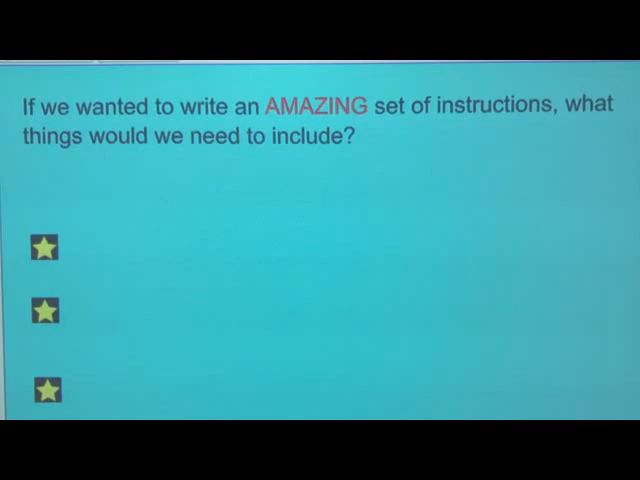 If we wanted to write an AMAZING set of instructions, what
things would we need to include?